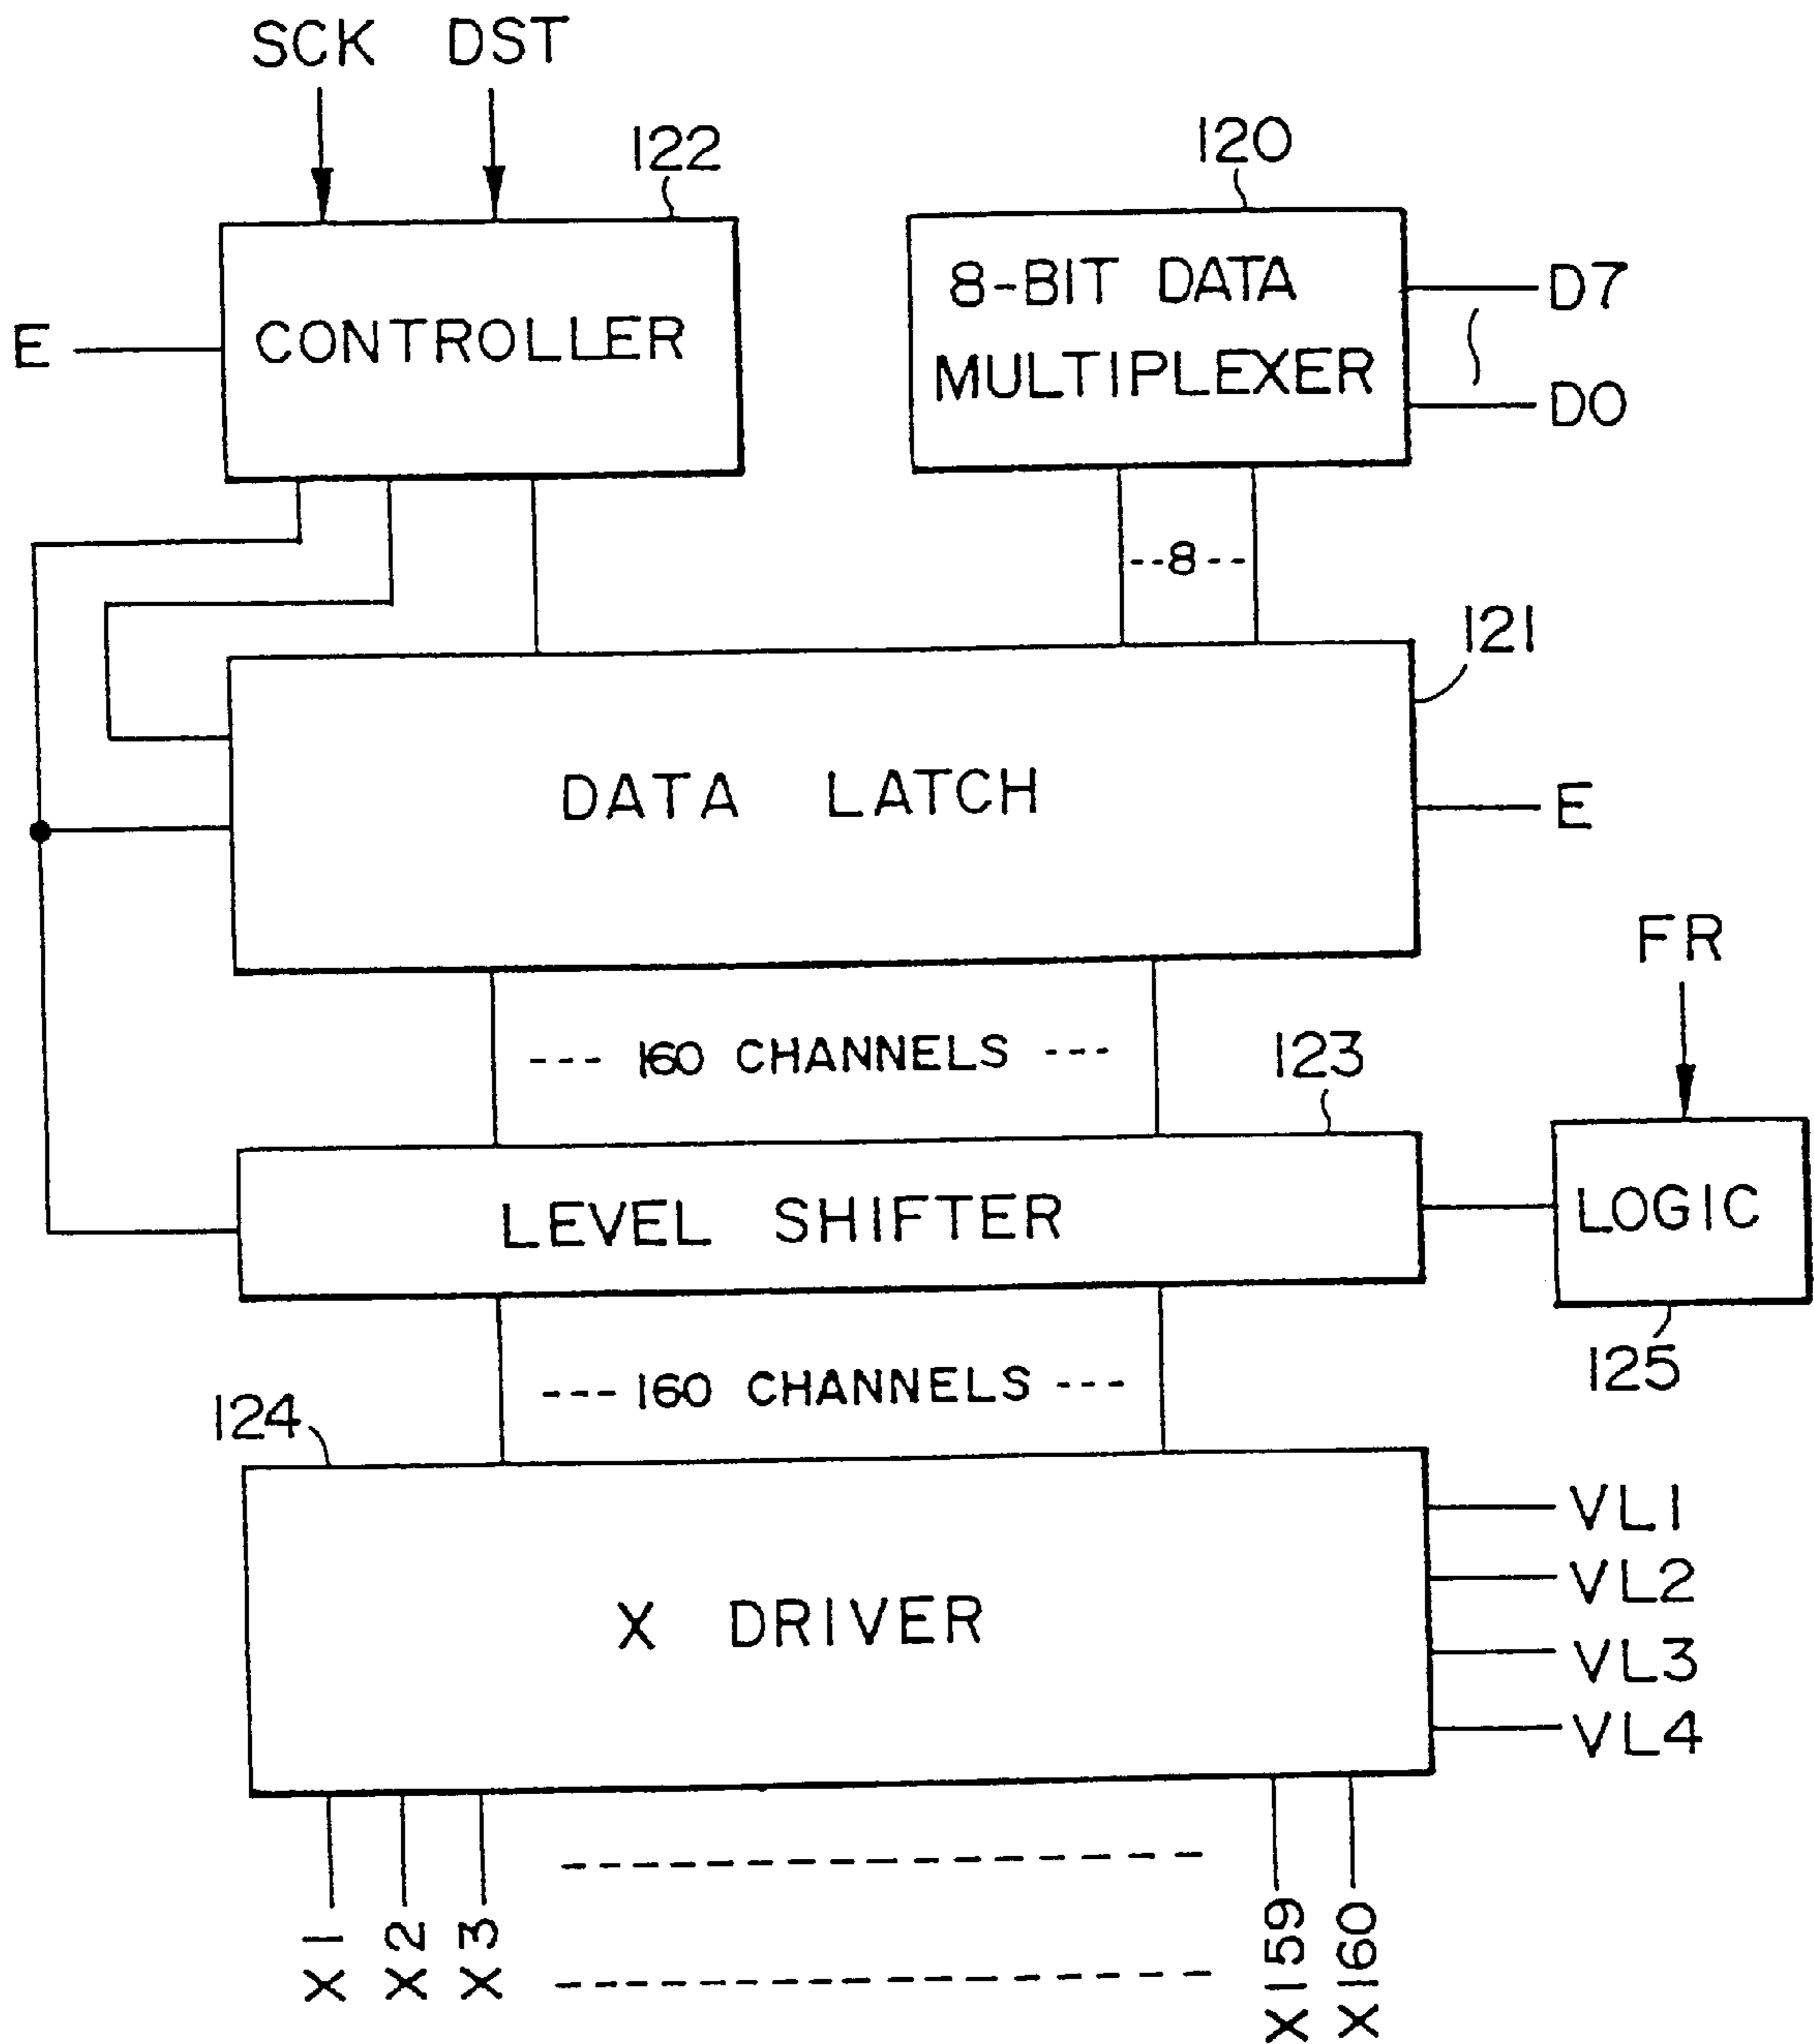 SCK DST
122
120
E
CONTROLLER
8-BIT DATA
MULTIPLEXER
D7
D0
--8--
121
DATA LATCH
E
FR
--- 160 CHANNELS ---
123
LEVEL SHIFTER
LOGIC
125
--- 160 CHANNELS ---
124
X DRIVER
VL1
VL2
VL3
VL4
X1
X2
X3
X159
X160